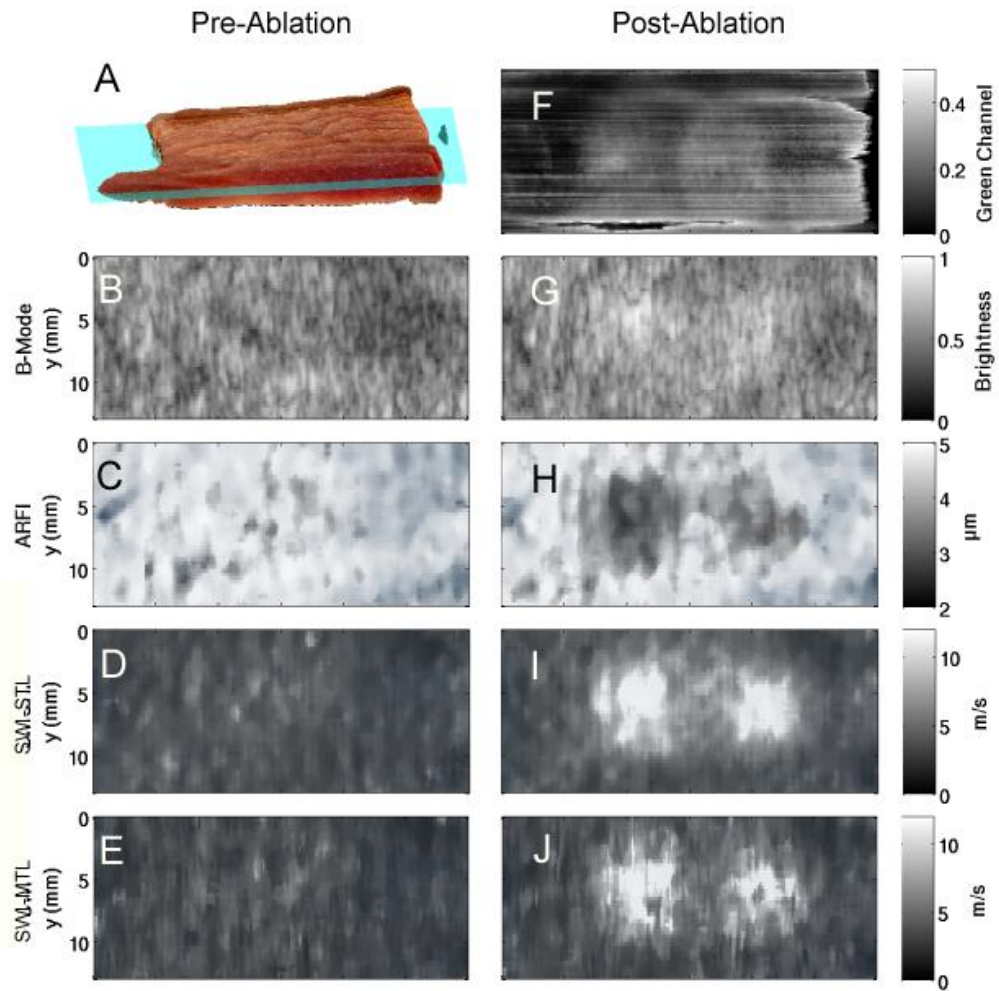 Pre-Ablation Post-Ablation
A
F
0.4
0.2
0
Green Channel
B-Mode
y (mm)
0
5
10
B
G
1
0.5
0
Brightness
ARFI
y (mm)
0
5
10
C
H
5
4
3
2
µm
SWI-STL
y (mm)
0
5
10
D
I
10
5
0
m/s
SWI-MTL
y (mm)
0
5
10
E
J
10
5
0
m/s